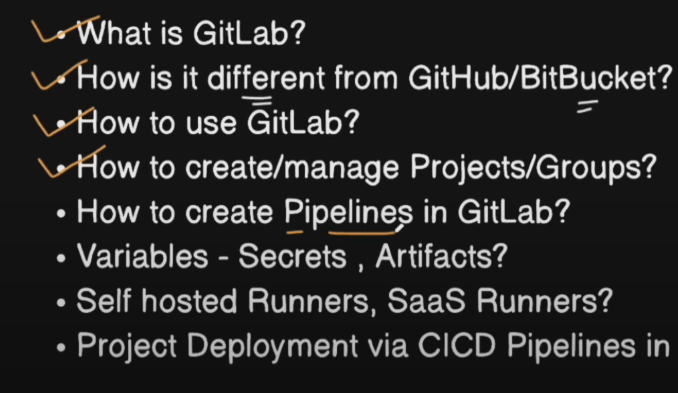 • What is GitLab?
• How is it different from GitHub/BitBucket?
• How to use GitLab?
• How to create/manage Projects/Groups?
• How to create Pipelines in GitLab?
• Variables - Secrets , Artifacts?
• Self hosted Runners, SaaS Runners?
• Project Deployment via CICD Pipelines in